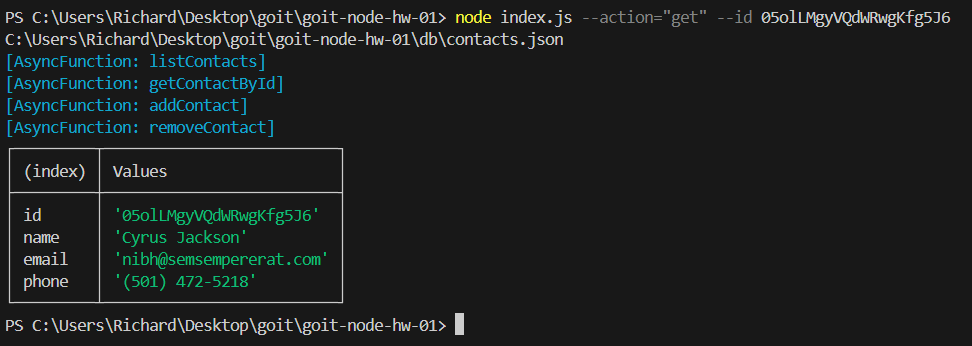 PS C:\Users\Richard\Desktop\goit\goit-node-hw-01> node index.js --action="get" --id 05olLMgyVQdWRwgKfg5J6
C:\Users\Richard\Desktop\goit\goit-node-hw-01\db\contacts.json
[AsyncFunction: listContacts]
[AsyncFunction: getContactById]
[AsyncFunction: addContact]
[AsyncFunction: removeContact]
(index) Values
id '05olLMgyVQdWRwgKfg5J6'
name 'Cyrus Jackson'
email 'nibh@semsempererat.com'
phone '(501) 472-5218'
PS C:\Users\Richard\Desktop\goit\goit-node-hw-01>